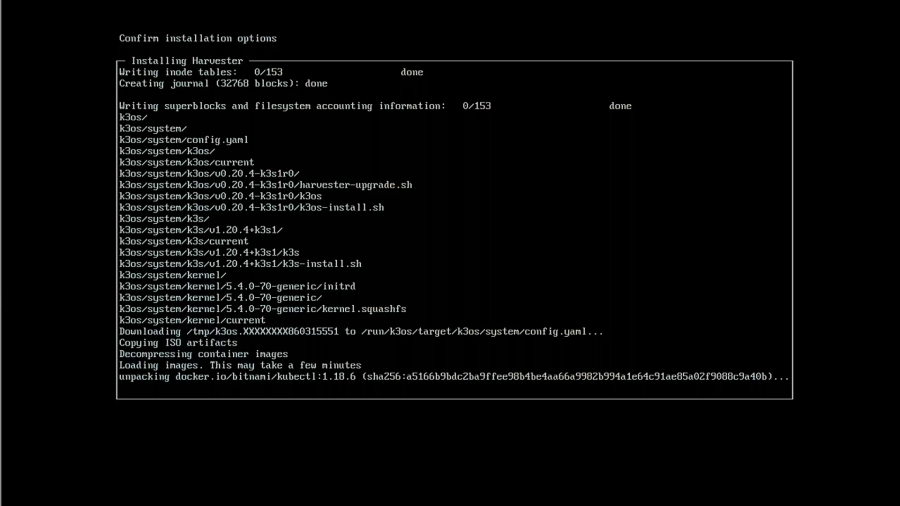 Confirm installation options
Installing Harvester
Writing inode tables: 0/153 done
Creating journal (32768 blocks): done
Writing superblocks and filesystem accounting information: 0/153 done
k3os/
k3os/system/
k3os/system/config.yaml
k3os/system/k3os/
k3os/system/k3os/current
k3os/system/k3os/v0.20.4-k3s1r0/
k3os/system/k3os/v0.20.4-k3s1r0/harvester-upgrade.sh
k3os/system/k3os/v0.20.4-k3s1r0/k3os
k3os/system/k3os/v0.20.4-k3s1r0/k3os-install.sh
k3os/system/k3s/
k3os/system/k3s/v1.20.4+k3s1/
k3os/system/k3s/current
k3os/system/k3s/v1.20.4+k3s1/k3s
k3os/system/k3s/v1.20.4+k3s1/k3s-install.sh
k3os/system/kernel/
k3os/system/kernel/5.4.0-70-generic/initrd
k3os/system/kernel/5.4.0-70-generic/
k3os/system/kernel/5.4.0-70-generic/kernel.squashfs
k3os/system/kernel/current
Downloading /tmp/k3os.XXXXXXXX860315551 to /run/k3os/target/k3os/system/config.yaml...
Copying ISO artifacts
Decompressing container images
Loading images. This may take a few minutes
unpacking docker.io/bitnami/kubectl:1.18.6 (sha256:a5166b9bdc2ba9ffee98b4be4aa66a9982b994a1e64c91ae85a02f9088c9a40b)...